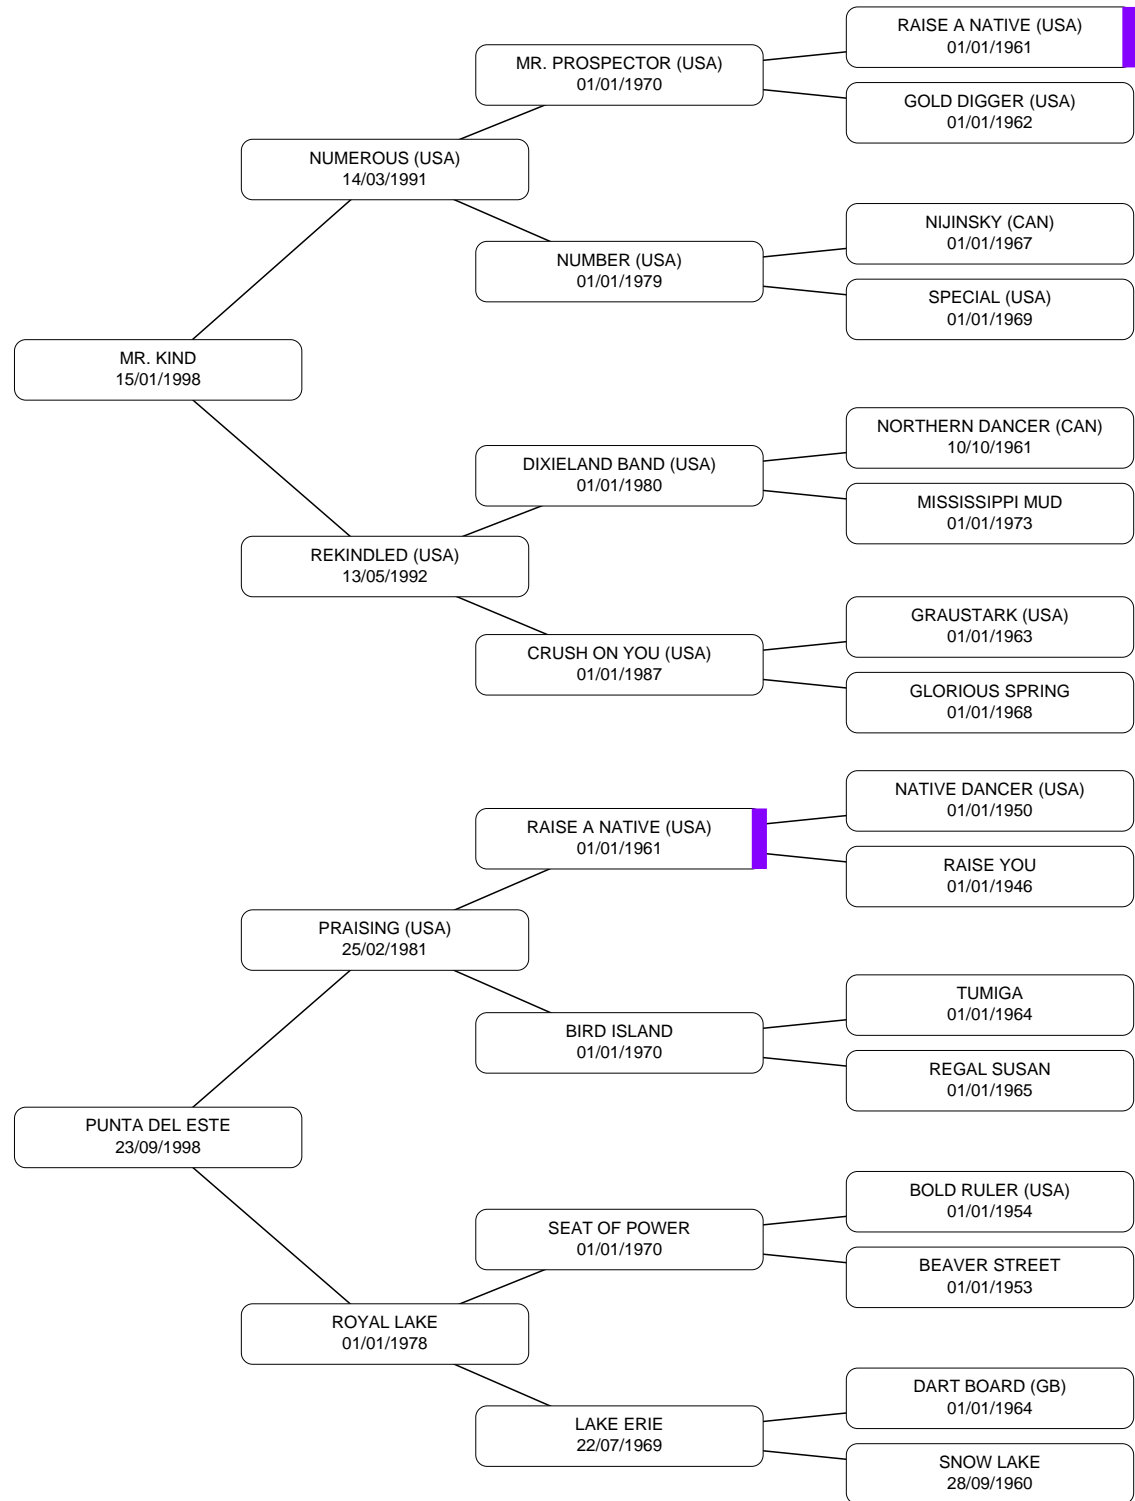 RAISE A NATIVE (USA)
01/01/1961
MR. PROSPECTOR (USA)
01/01/1970
GOLD DIGGER (USA)
01/01/1962
NUMEROUS (USA)
14/03/1991
NIJINSKY (CAN)
01/01/1967
NUMBER (USA)
01/01/1979
SPECIAL (USA)
01/01/1969
MR. KIND
15/01/1998
NORTHERN DANCER (CAN)
10/10/1961
DIXIELAND BAND (USA)
01/01/1980
MISSISSIPPI MUD
01/01/1973
REKINDLED (USA)
13/05/1992
GRAUSTARK (USA)
01/01/1963
CRUSH ON YOU (USA)
01/01/1987
GLORIOUS SPRING
01/01/1968
NATIVE DANCER (USA)
01/01/1950
RAISE A NATIVE (USA)
01/01/1961
RAISE YOU
01/01/1946
PRAISING (USA)
25/02/1981
TUMIGA
01/01/1964
BIRD ISLAND
01/01/1970
REGAL SUSAN
01/01/1965
PUNTA DEL ESTE
23/09/1998
BOLD RULER (USA)
01/01/1954
SEAT OF POWER
01/01/1970
BEAVER STREET
01/01/1953
ROYAL LAKE
01/01/1978
DART BOARD (GB)
01/01/1964
LAKE ERIE
22/07/1969
SNOW LAKE
28/09/1960